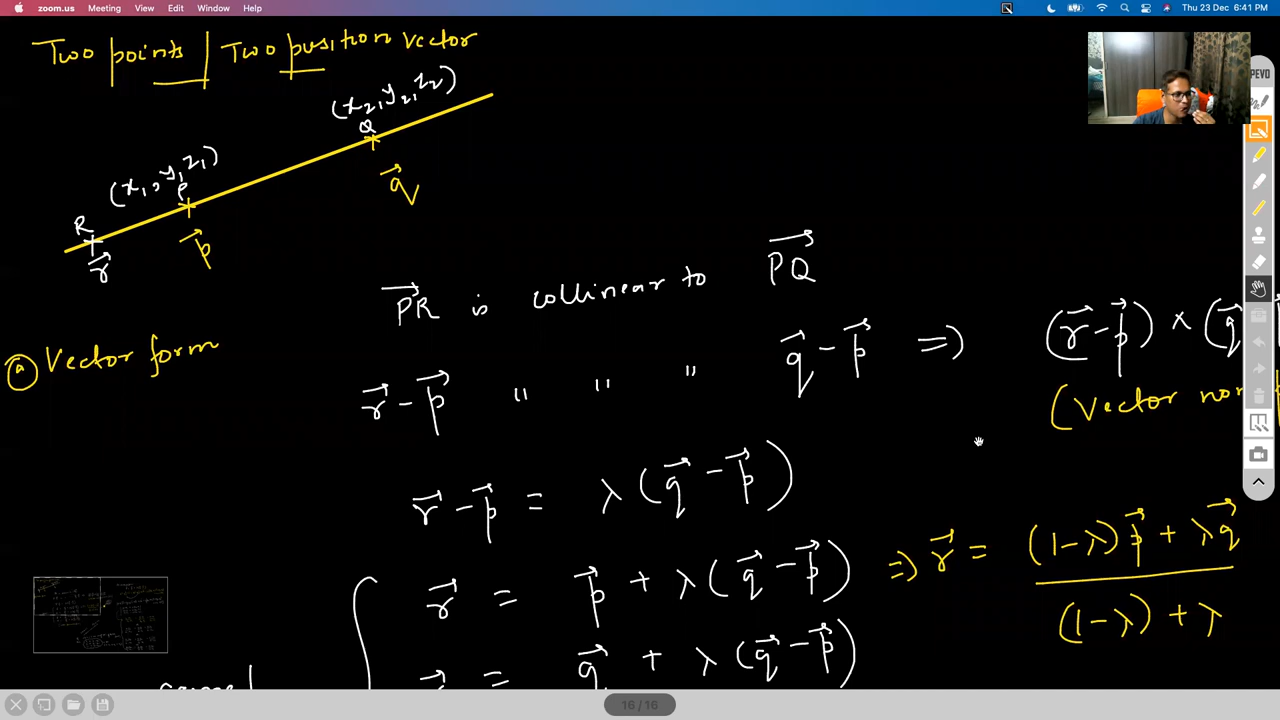 zoom.us Meeting View Edit Window Help Thu 23 Dec 6:41 PM
Two points | Two position vector
(x₂, y₂, z₂)
Q
(x₁, y₁, z₁)
P
q⃗
R
r⃗
p⃗
PR⃗ is collinear to PQ⃗
ⓐ Vector form
r⃗ - p⃗ " " " q⃗ - p⃗ ⇒ (r⃗ - p⃗) × (q⃗
(Vector
r⃗ - p⃗ = λ(q⃗ - p⃗)
r⃗ = p⃗ + λ(q⃗ - p⃗) ⇒ r⃗ = (1-λ)p⃗ + λq⃗ / (1-λ) + λ
r⃗ = q⃗ + λ(q⃗ - p⃗)
16 / 16